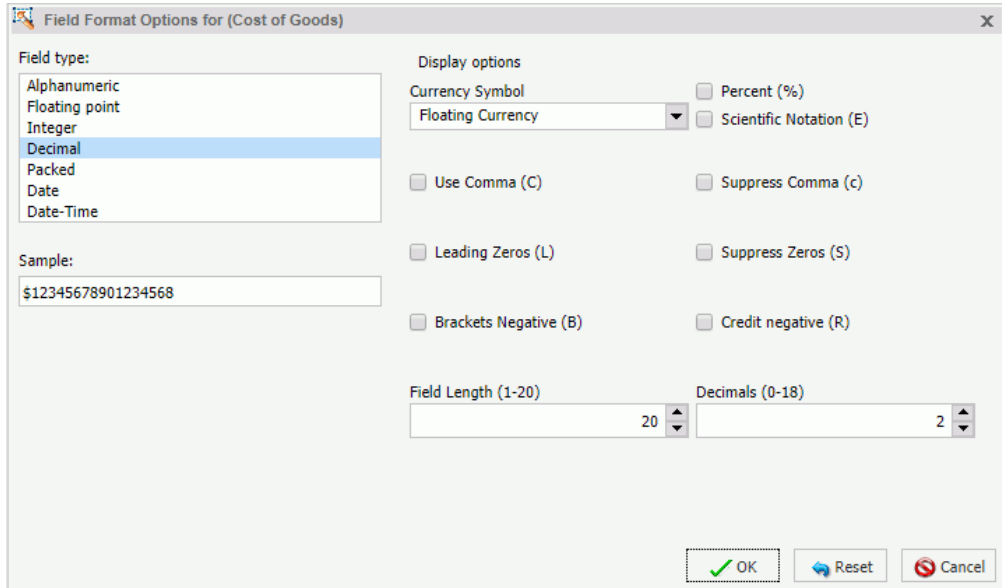 Field Format Options for (Cost of Goods)
x
Field type:
Alphanumeric
Floating point
Integer
Decimal
Packed
Date
Date-Time
Sample:
$12345678901234568
Display options
Currency Symbol
Floating Currency
Percent (%)
Scientific Notation (E)
Use Comma (C)
Suppress Comma (c)
Leading Zeros (L)
Suppress Zeros (S)
Brackets Negative (B)
Credit negative (R)
Field Length (1-20)
Decimals (0-18)
20
2
OK
Reset
Cancel